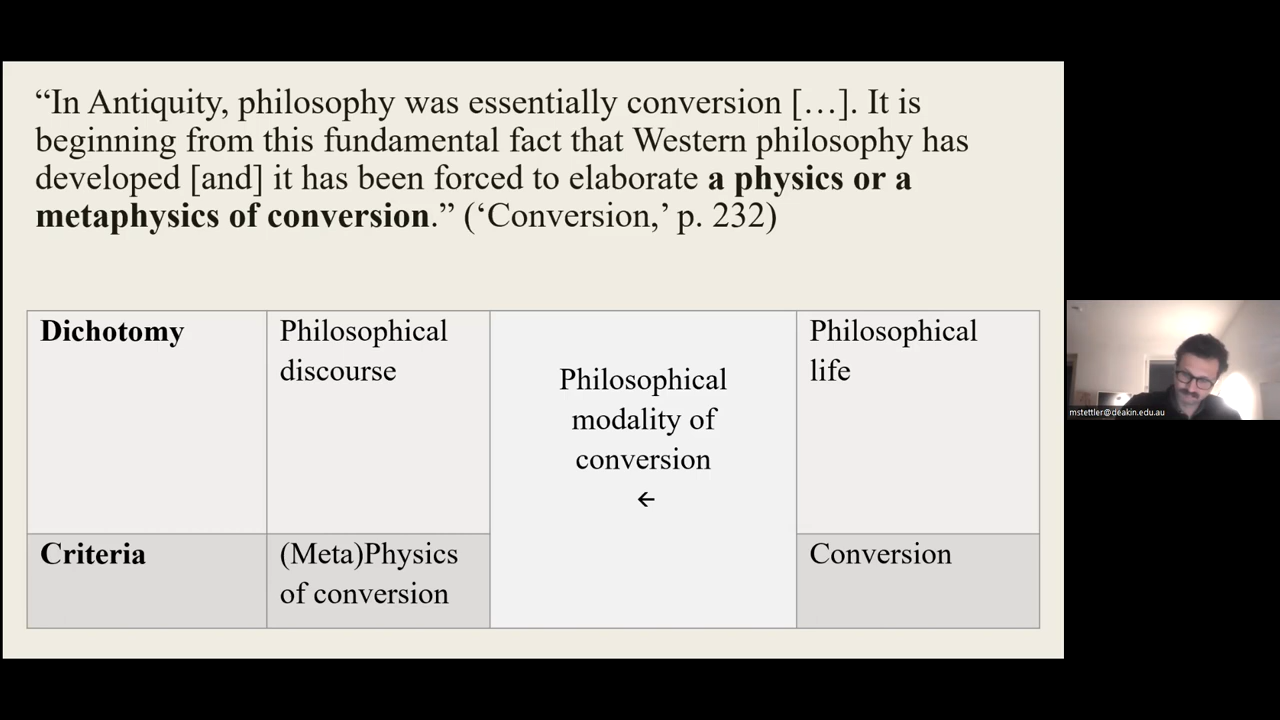 “In Antiquity, philosophy was essentially conversion […]. It is
beginning from this fundamental fact that Western philosophy has
developed [and] it has been forced to elaborate a physics or a
metaphysics of conversion.” (‘Conversion,’ p. 232)
Dichotomy
Philosophical
discourse
Philosophical
modality of
conversion
←
Philosophical
life
Criteria
(Meta)Physics
of conversion
Conversion
mstettler@deakin.edu.au